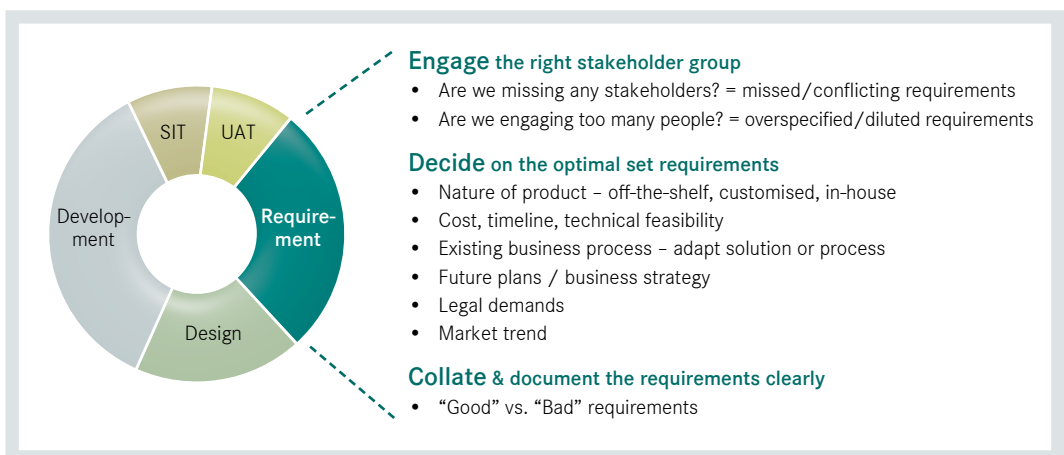 SIT
UAT
Develop-
ment
Require-
ment
Design
Engage the right stakeholder group
• Are we missing any stakeholders? = missed/conflicting requirements
• Are we engaging too many people? = overspecified/diluted requirements
Decide on the optimal set requirements
• Nature of product – off-the-shelf, customised, in-house
• Cost, timeline, technical feasibility
• Existing business process – adapt solution or process
• Future plans / business strategy
• Legal demands
• Market trend
Collate & document the requirements clearly
• “Good” vs. “Bad” requirements